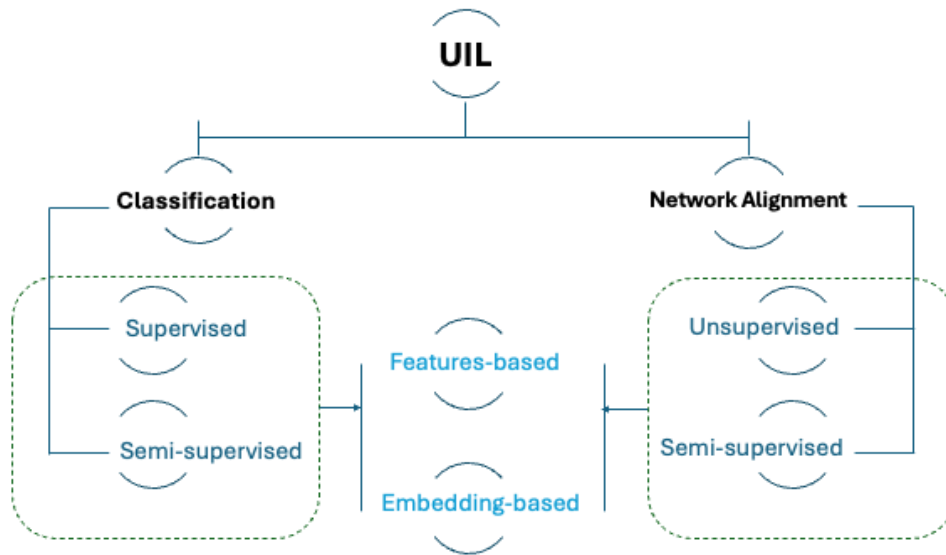 UIL
Classification
Network Alignment
Supervised
Unsupervised
Features-based
Semi-supervised
Semi-supervised
Embedding-based